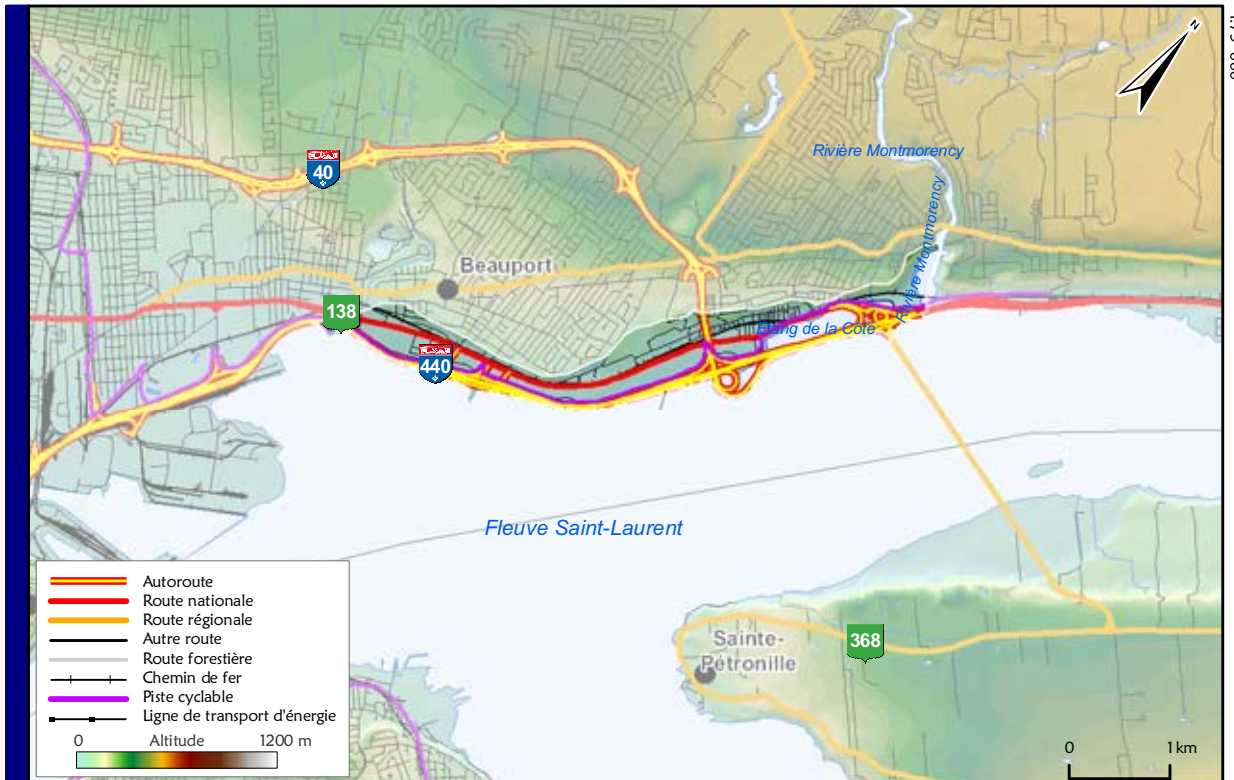 N
Rivière Montmorency
40
Rivière Montmorency
Beauport
138
Étang de la Côte
440
Fleuve Saint-Laurent
Autoroute
Route nationale
Route régionale
Autre route
Route forestière
Chemin de fer
Piste cyclable
Ligne de transport d'énergie
0 Altitude 1200 m
Sainte-
Pétronille
368
0 1 km